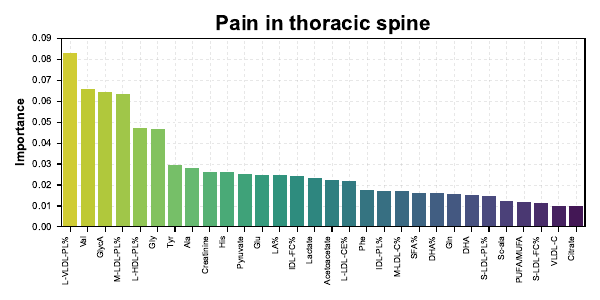 Pain in thoracic spine
Importance
0.09
0.08
0.07
0.06
0.05
0.04
0.03
0.02
0.01
0.00
L-VLDL-PL%
Val
GlycA
M-LDL-PL%
L-HDL-PL%
Gly
Tyr
Ala
Creatinine
His
Pyruvate
Glu
LA%
IDL-FC%
Lactate
Acetoacetate
L-LDL-CE%
Phe
IDL-PL%
M-LDL-C%
SFA%
DHA%
Gln
DHA
S-LDL-PL%
Sc-ala
PUFA/MUFA
S-LDL-FC%
VLDL-C
Citrate